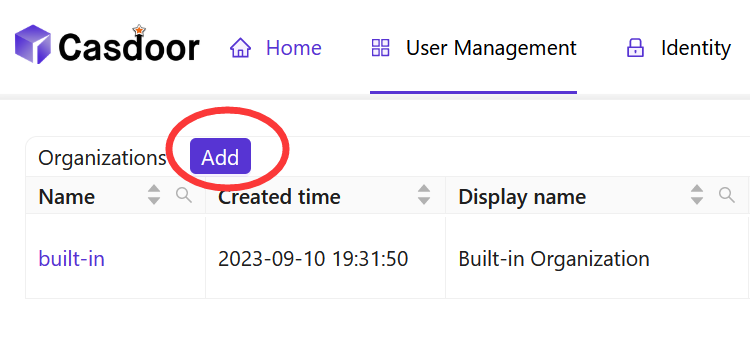 Casdoor Home User Management Identity
Organizations Add
Name Created time Display name
built-in 2023-09-10 19:31:50 Built-in Organization